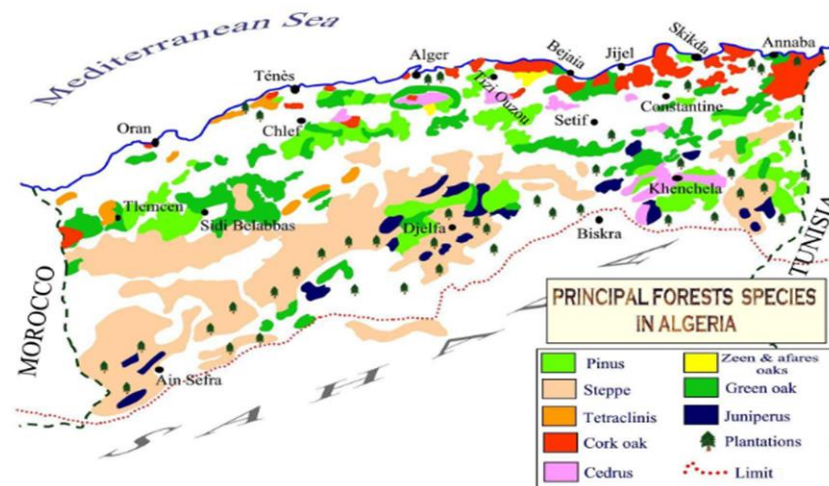 Mediterranean Sea
Skikda
Annaba
Jijel
Bejaia
Alger
Tizi Ouzou
Ténès
Constantine
Oran
Chlef
Setif
Khenchela
Tlemcen
Sidi Belabbas
Djelfa
Biskra
MOROCCO
TUNISIA
Ain-Sefra
SAHARA
PRINCIPAL FORESTS SPECIES
IN ALGERIA
Pinus
Zeen & afares
oaks
Steppe
Green oak
Tetraclinis
Juniperus
Cork oak
Plantations
Cedrus
Limit